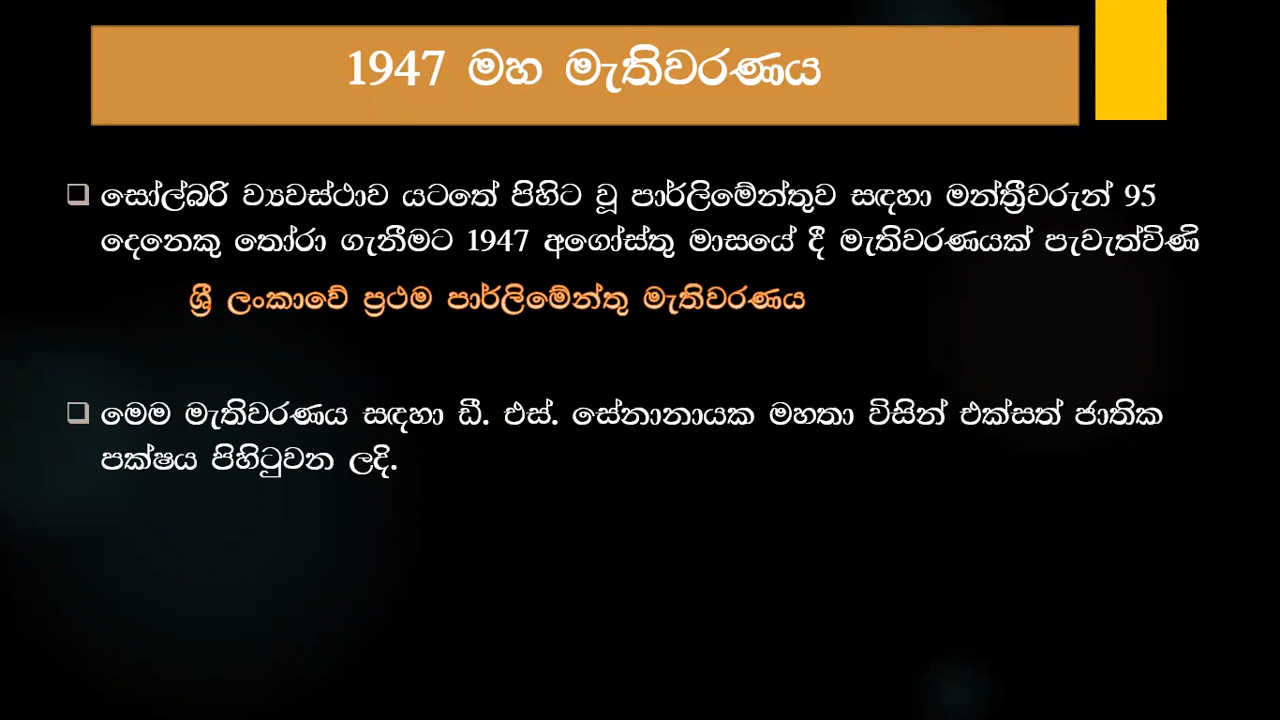 1947 මහ මැතිවරණය
සෝල්බරි ව්‍යවස්ථාව යටතේ පිහිට වූ පාර්ලිමේන්තුව සඳහා මන්ත්‍රීවරුන් 95
දෙනෙකු තෝරා ගැනීමට 1947 අගෝස්තු මාසයේ දී මැතිවරණයක් පැවැත්විණි
ශ්‍රී ලංකාවේ ප්‍රථම පාර්ලිමේන්තු මැතිවරණය
මෙම මැතිවරණය සඳහා ඩී. එස්. සේනානායක මහතා විසින් එක්සත් ජාතික
පක්ෂය පිහිටුවන ලදි.